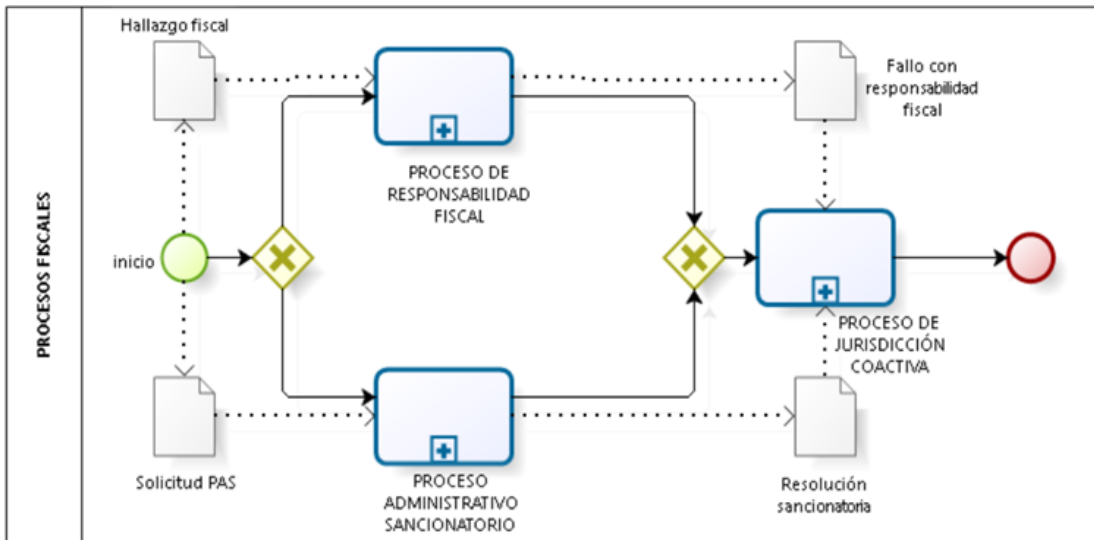 PROCESOS FISCALES
Hallazgo fiscal
Fallo con
responsabilidad
fiscal
PROCESO DE
RESPONSABILIDAD
FISCAL
inicio
PROCESO DE
JURISDICCIÓN
COACTIVA
Solicitud PAS
PROCESO
ADMINISTRATIVO
SANCIONATORIO
Resolución
sancionatoria